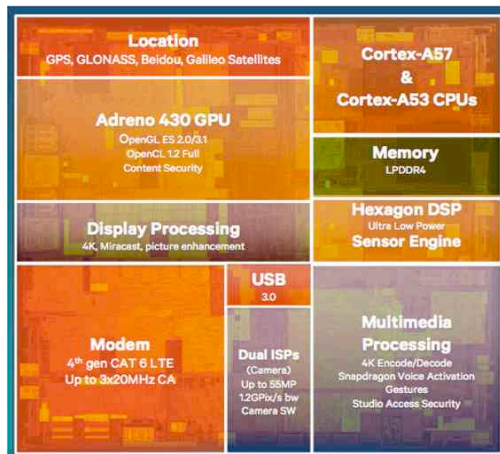 Location
GPS, GLONASS, Beidou, Galileo Satellites
Cortex-A57
&
Cortex-A53 CPUs
Adreno 430 GPU
OpenGL ES 2.0/3.1
OpenCL 1.2 Full
Content Security
Memory
LPDDR4
Display Processing
4K, Miracast, picture enhancement
Hexagon DSP
Ultra Low Power
Sensor Engine
Modem
4th gen CAT 6 LTE
Up to 3x20MHz CA
USB
3.0
Dual ISPs
(Camera)
Up to 55MP
1.2GPix/s bw
Camera SW
Multimedia
Processing
4K Encode/Decode
Snapdragon Voice Activation
Gestures
Studio Access Security